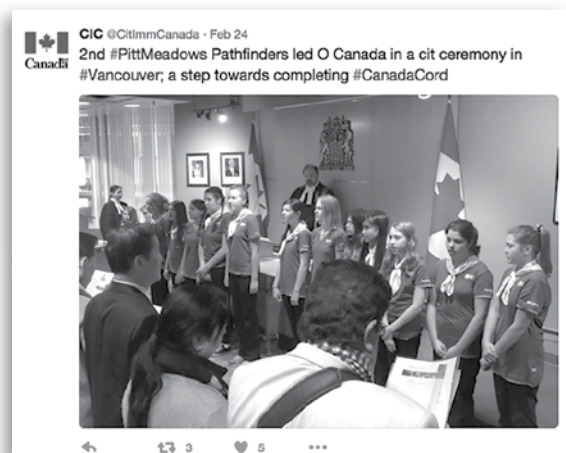 Canada
CIC @CitImmCanada · Feb 24
2nd #PittMeadows Pathfinders led O Canada in a cit ceremony in
#Vancouver; a step towards completing #CanadaCord
3 5